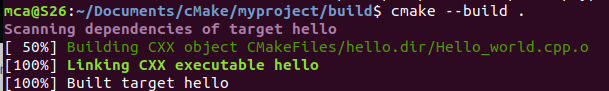 mca@S26:~/Documents/cMake/myproject/build$ cmake --build .
Scanning dependencies of target hello
[ 50%] Building CXX object CMakeFiles/hello.dir/Hello_world.cpp.o
[100%] Linking CXX executable hello
[100%] Built target hello